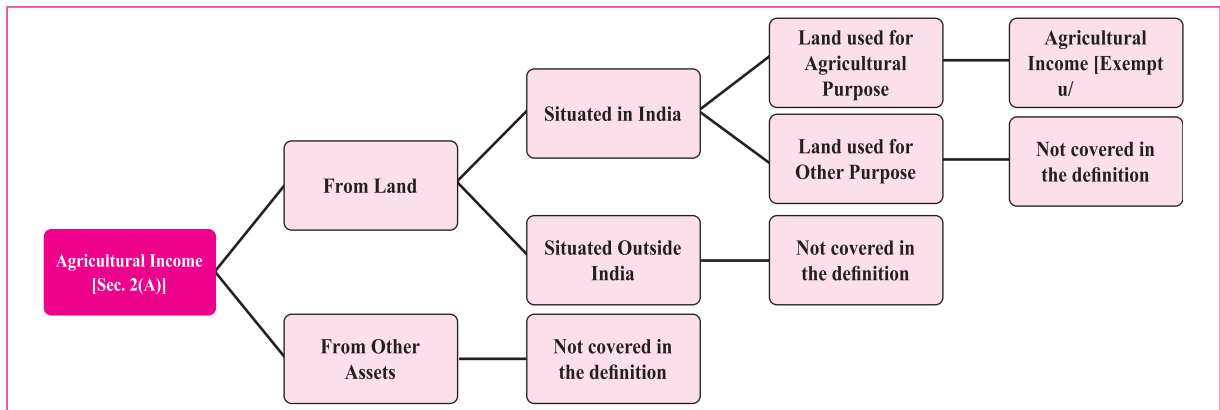 Agricultural Income
[Sec. 2(A)]
From Land
From Other
Assets
Situated in India
Situated Outside
India
Not covered in
the definition
Land used for
Agricultural
Purpose
Land used for
Other Purpose
Not covered in
the definition
Agricultural
Income [Exempt
u/
Not covered in
the definition